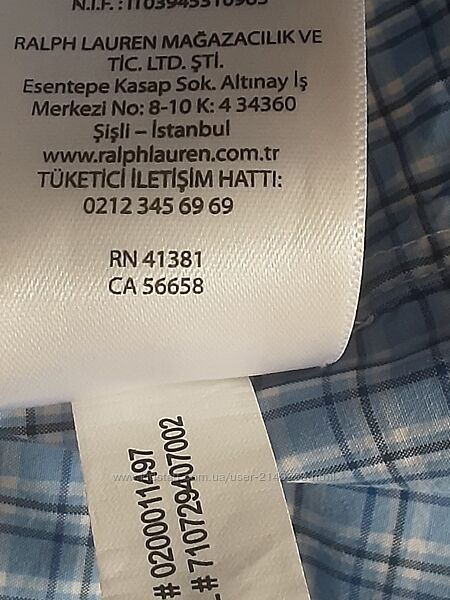 N.I.F. : IT03945310965
RALPH LAUREN MAĞAZACILIK VE
TİC. LTD. ŞTİ.
Esentepe Kasap Sok. Altınay İş
Merkezi No: 8-10 K: 4 34360
Şişli – İstanbul
www.ralphlauren.com.tr
TÜKETİCİ İLETİŞİM HATTI:
0212 345 69 69
RN 41381
CA 56658
# 0200011497
# 710729407002